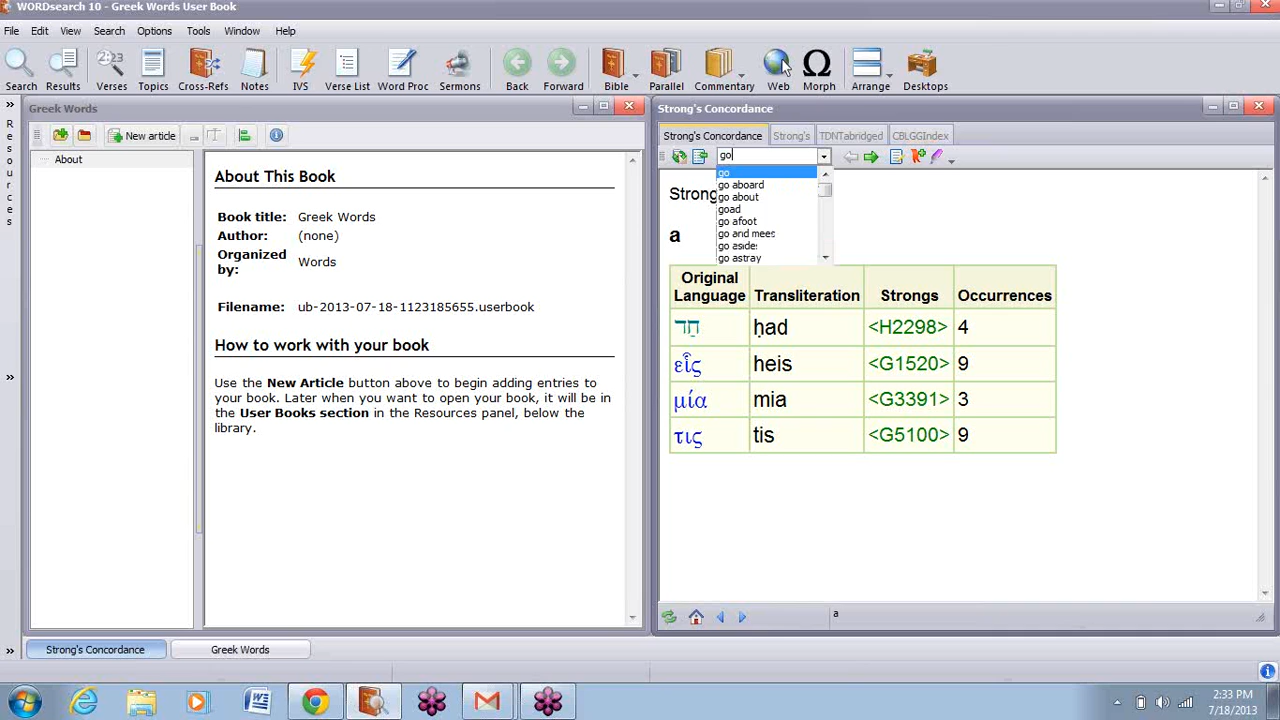 WORDsearch 10 - Greek Words User Book
File Edit View Search Options Tools Window Help
Search Results Verses Topics Cross-Refs Notes IVS Verse List Word Proc Sermons Back Forward Bible Parallel Commentary Web Morph Arrange Desktops
» Resources »
Greek Words
New article
About
About This Book
Book title: Greek Words
Author: (none)
Organized by: Words
Filename: ub-2013-07-18-1123185655.userbook
How to work with your book
Use the New Article button above to begin adding entries to
your book. Later when you want to open your book, it will be in
the User Books section in the Resources panel, below the
library.
Strong's Concordance
Strong's Concordance Strong's TDNTabridged CBLGGIndex
go
go
go aboard
go about
goad
go afoot
go and mees
go aside:
go astray
Strong
a
Original Language Transliteration Strongs Occurrences
חַד ḥad <H2298> 4
εἷς heis <G1520> 9
μία mia <G3391> 3
τις tis <G5100> 9
a
» Strong's Concordance Greek Words
»
2:33 PM
7/18/2013